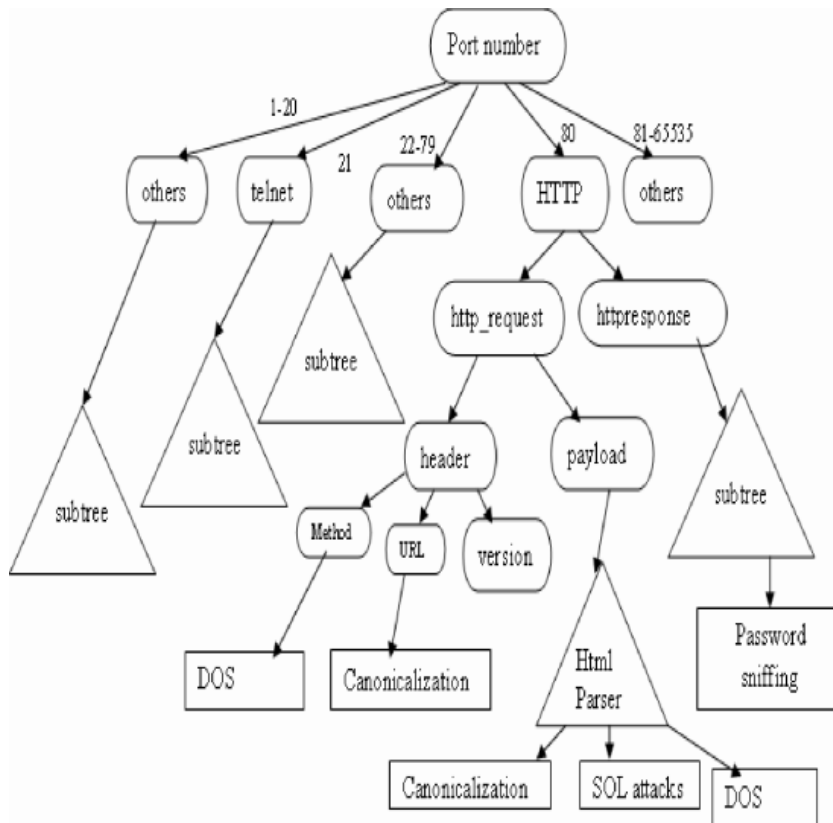 Port number
1-20
21
22-79
80
81-65535
others
telnet
others
HTTP
others
http_request
httpresponse
subtree
subtree
subtree
header
payload
subtree
Method
URL
version
DOS
Canonicalization
Html
Parser
Password
sniffing
Canonicalization
SOL attacks
DOS